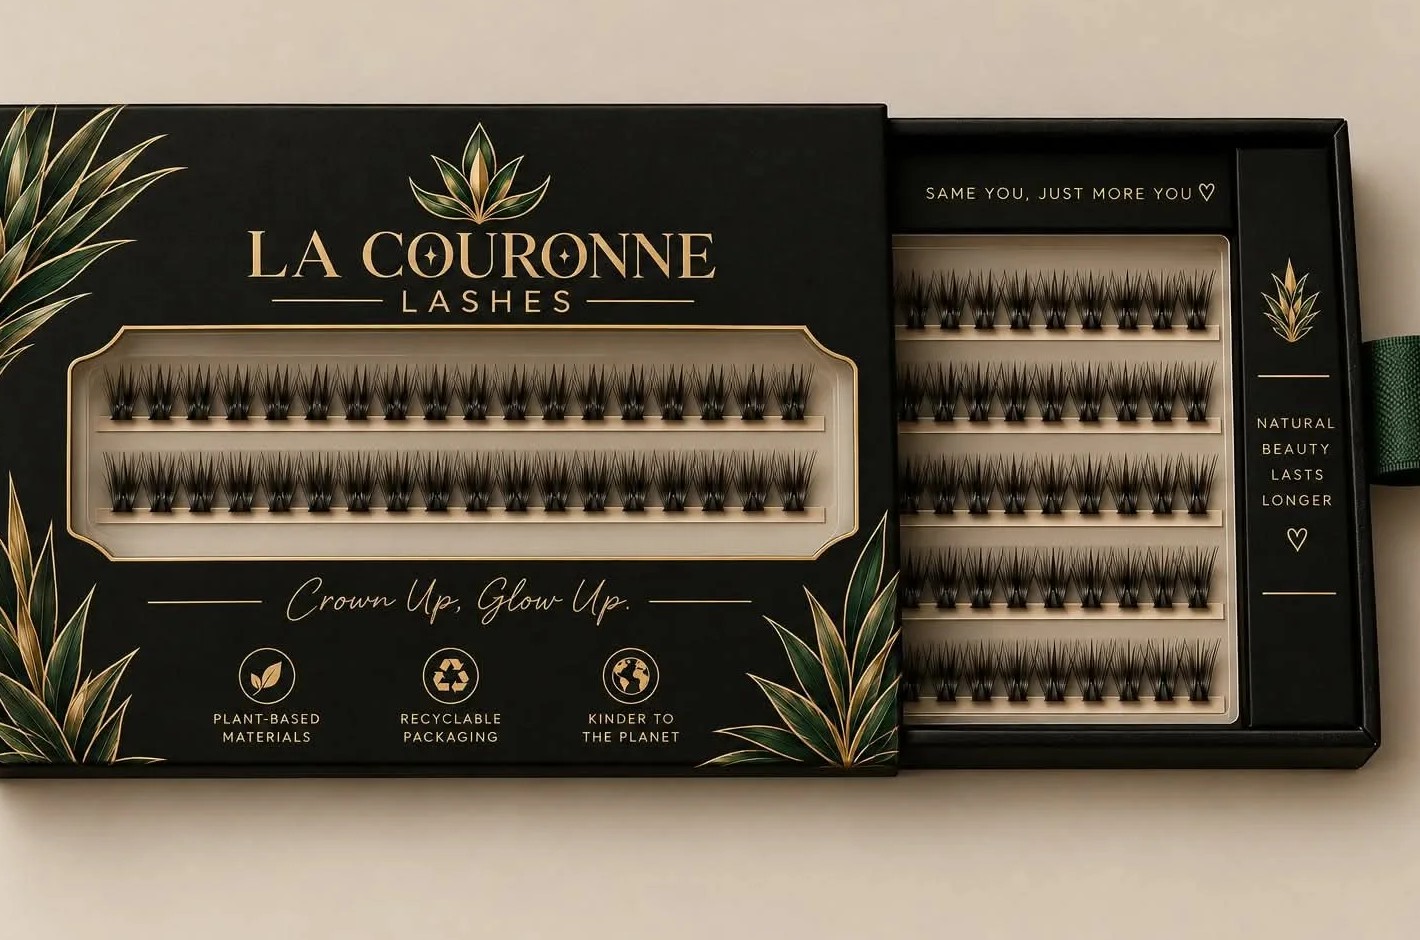 LA COURONNE
LASHES
Crown Up, Glow Up.
PLANT-BASED
MATERIALS
RECYCLABLE
PACKAGING
KINDER TO
THE PLANET
SAME YOU, JUST MORE YOU♡
NATURAL
BEAUTY
LASTS
LONGER
♡